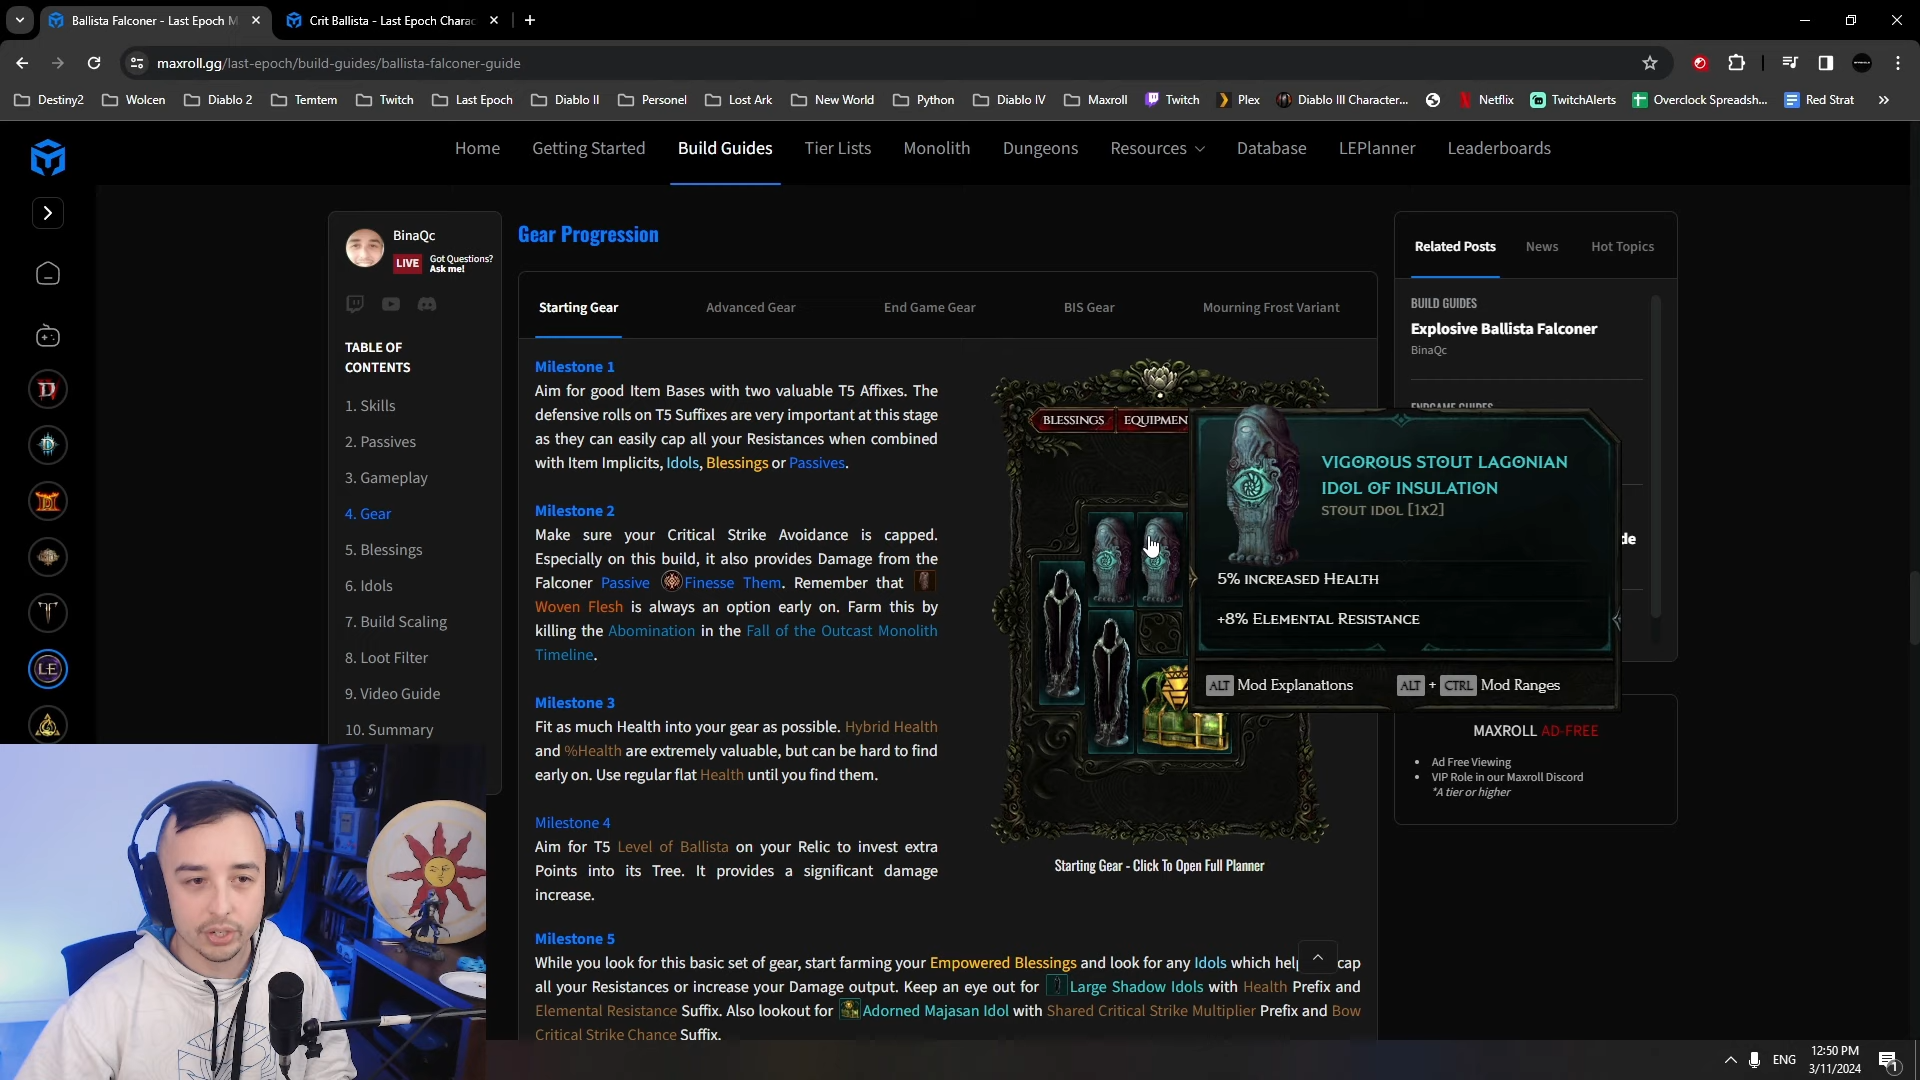 Ballista Falconer - Last Epoch M
Crit Ballista - Last Epoch Charac
maxroll.gg/last-epoch/build-guides/ballista-falconer-guide
Destiny2 Wolcen Diablo 2 Temtem Twitch Last Epoch Diablo II Personel Lost Ark New World Python Diablo IV Maxroll Twitch Plex Diablo III Character... Netflix TwitchAlerts Overclock Spreadsh... Red Strat
Home Getting Started Build Guides Tier Lists Monolith Dungeons Resources Database LEPlanner Leaderboards
BinaQc
LIVE Got Questions?
Ask me!
TABLE OF
CONTENTS
1. Skills
2. Passives
3. Gameplay
4. Gear
5. Blessings
6. Idols
7. Build Scaling
8. Loot Filter
9. Video Guide
10. Summary
LE
Gear Progression
Starting Gear Advanced Gear End Game Gear BIS Gear Mourning Frost Variant
Milestone 1
Aim for good Item Bases with two valuable T5 Affixes. The
defensive rolls on T5 Suffixes are very important at this stage
as they can easily cap all your Resistances when combined
with Item Implicits, Idols, Blessings or Passives.
Milestone 2
Make sure your Critical Strike Avoidance is capped.
Especially on this build, it also provides Damage from the
Falconer Passive Finesse Them. Remember that
Woven Flesh is always an option early on. Farm this by
killing the Abomination in the Fall of the Outcast Monolith
Timeline.
Milestone 3
Fit as much Health into your gear as possible. Hybrid Health
and %Health are extremely valuable, but can be hard to find
early on. Use regular flat Health until you find them.
Milestone 4
Aim for T5 Level of Ballista on your Relic to invest extra
Points into its Tree. It provides a significant damage
increase.
Milestone 5
While you look for this basic set of gear, start farming your Empowered Blessings and look for any Idols which help cap
all your Resistances or increase your Damage output. Keep an eye out for Large Shadow Idols with Health Prefix and
Elemental Resistance Suffix. Also lookout for Adorned Majasan Idol with Shared Critical Strike Multiplier Prefix and Bow
Critical Strike Chance Suffix.
BLESSINGS EQUIPMEN
VIGOROUS STOUT LAGONIAN
IDOL OF INSULATION
STOUT IDOL [1X2]
5% INCREASED HEALTH
+8% ELEMENTAL RESISTANCE
ALT Mod Explanations ALT + CTRL Mod Ranges
Starting Gear - Click To Open Full Planner
Related Posts News Hot Topics
BUILD GUIDES
Explosive Ballista Falconer
BinaQc
ENDGAME GUIDES
de
MAXROLL AD-FREE
• Ad Free Viewing
• VIP Role in our Maxroll Discord
*A tier or higher
ENG
12:50 PM
3/11/2024
1